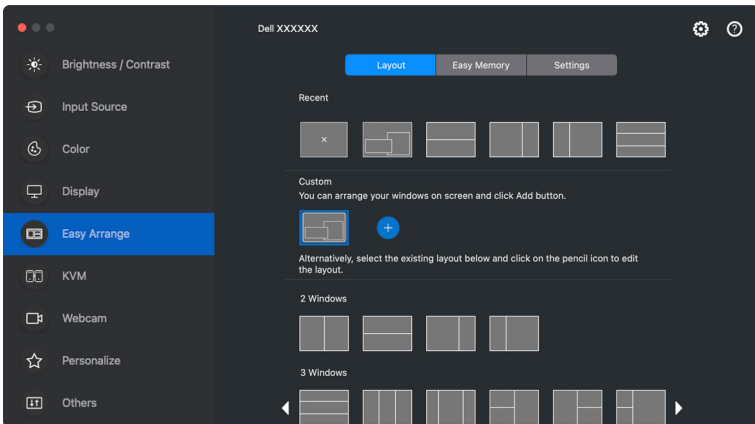 Dell XXXXXX
Brightness / Contrast
Input Source
Color
Display
Easy Arrange
KVM
Webcam
Personalize
Others
Layout
Easy Memory
Settings
Recent
Custom
You can arrange your windows on screen and click Add button.
Alternatively, select the existing layout below and click on the pencil icon to edit
the layout.
2 Windows
3 Windows